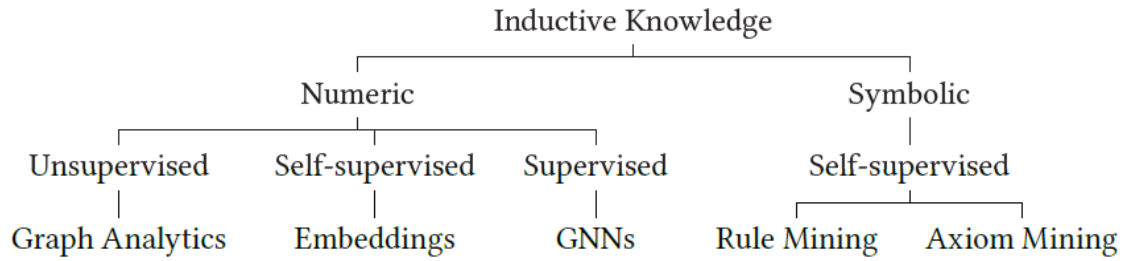 Inductive Knowledge
Numeric Symbolic
Unsupervised Self-supervised Supervised Self-supervised
Graph Analytics Embeddings GNNs Rule Mining Axiom Mining